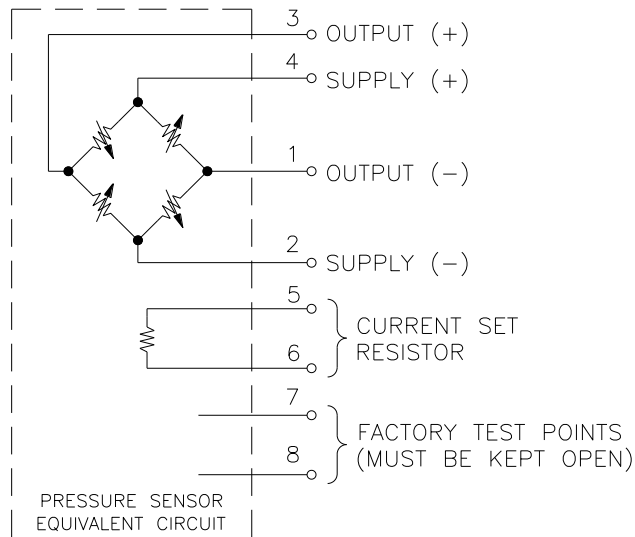 3
OUTPUT (+)
4
SUPPLY (+)
1
OUTPUT (-)
2
SUPPLY (-)
5
6
CURRENT SET
RESISTOR
7
8
FACTORY TEST POINTS
(MUST BE KEPT OPEN)
PRESSURE SENSOR
EQUIVALENT CIRCUIT